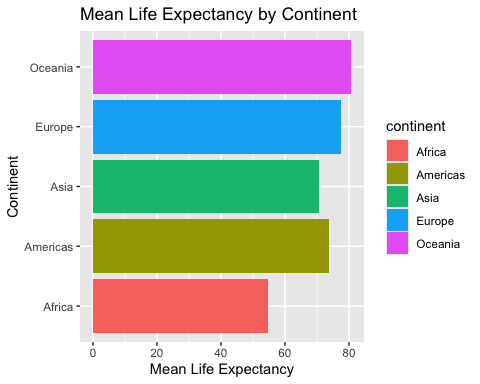 Mean Life Expectancy by Continent
Continent
Oceania
Europe
Asia
Americas
Africa
0 20 40 60 80
Mean Life Expectancy
continent
Africa
Americas
Asia
Europe
Oceania